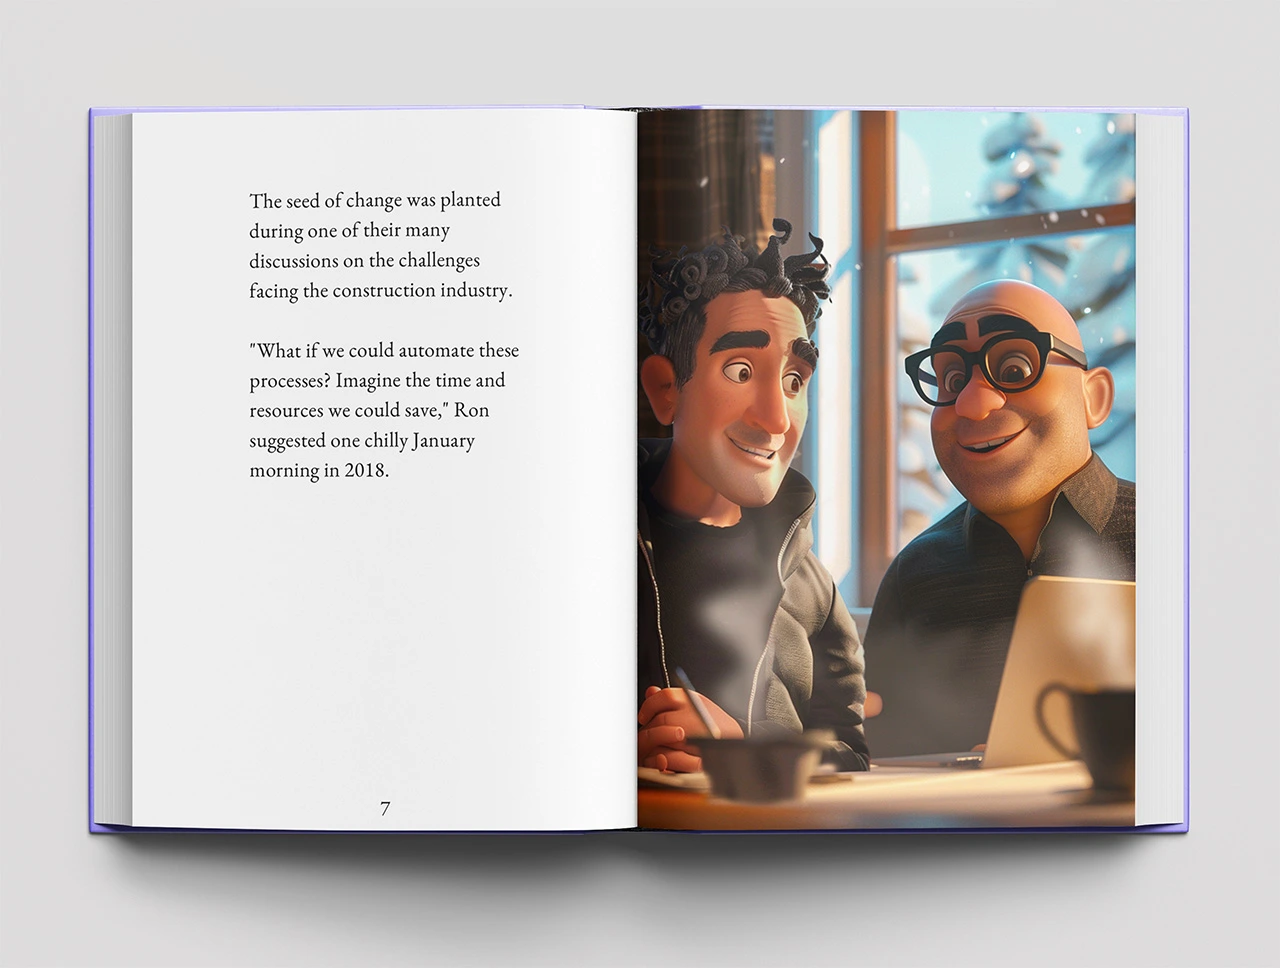 The seed of change was planted
during one of their many
discussions on the challenges
facing the construction industry.
"What if we could automate these
processes? Imagine the time and
resources we could save," Ron
suggested one chilly January
morning in 2018.
7